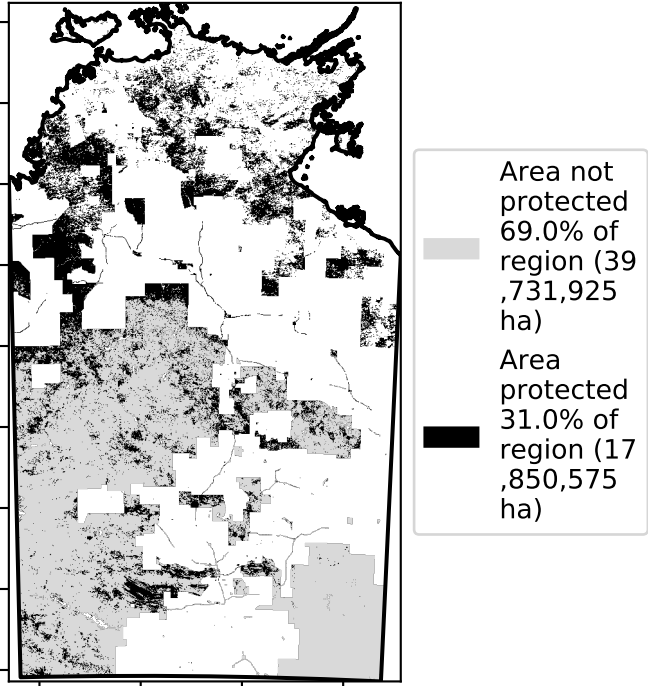 Area not
protected
69.0% of
region (39
,731,925
ha)
Area
protected
31.0% of
region (17
,850,575
ha)